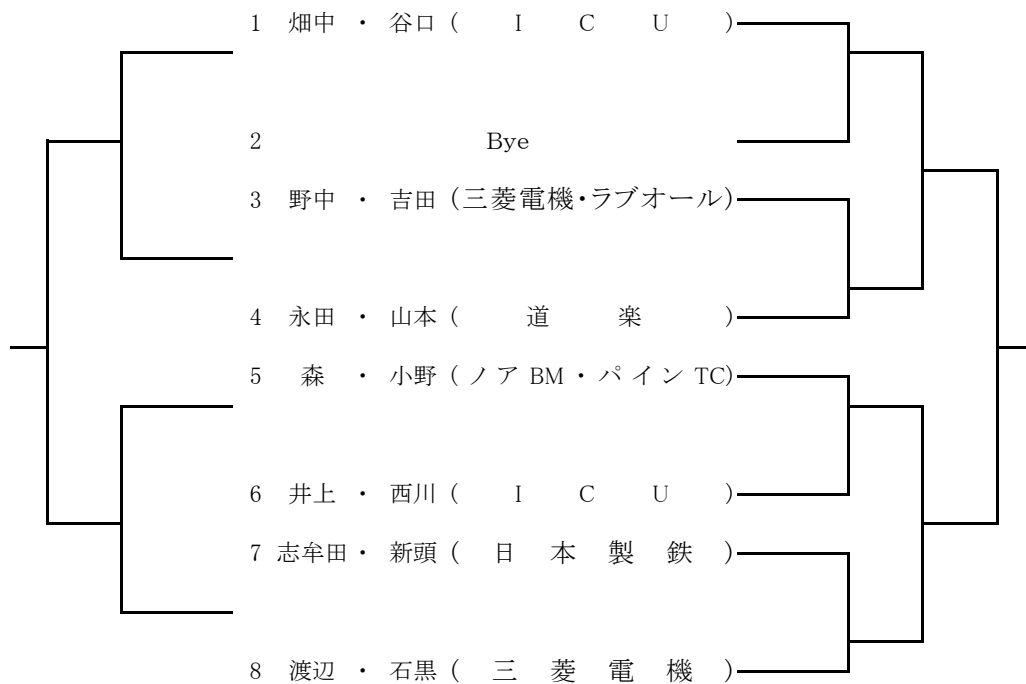 1 畑中 ・ 谷口 ( I C U )
2 Bye
3 野中 ・ 吉田 (三菱電機・ラブオール)
4 永田 ・ 山本 ( 道 楽 )
5 森 ・ 小野 ( ノア BM ・ パイン TC)
6 井上 ・ 西川 ( I C U )
7 志牟田 ・ 新頭 ( 日 本 製 鉄 )
8 渡辺 ・ 石黒 ( 三 菱 電 機 )